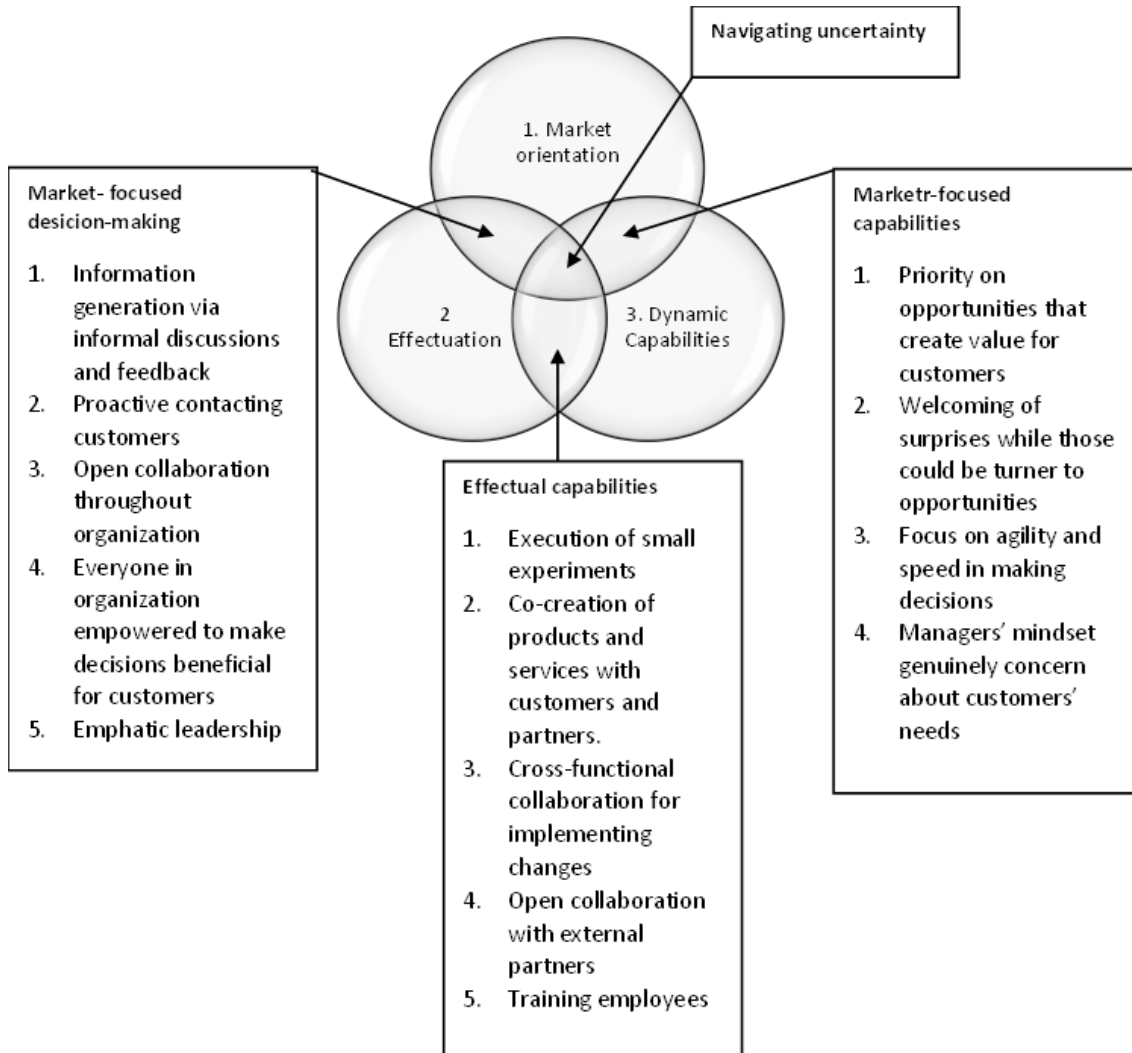 Navigating uncertainty
1. Market
orientation
2
Effectuation
3. Dynamic
Capabilities
Market- focused
desicion-making
1. Information
generation via
informal discussions
and feedback
2. Proactive contacting
customers
3. Open collaboration
throughout
organization
4. Everyone in
organization
empowered to make
decisions beneficial
for customers
5. Emphatic leadership
Effectual capabilities
1. Execution of small
experiments
2. Co-creation of
products and
services with
customers and
partners.
3. Cross-functional
collaboration for
implementing
changes
4. Open collaboration
with external
partners
5. Training employees
Marketr-focused
capabilities
1. Priority on
opportunities that
create value for
customers
2. Welcoming of
surprises while those
could be turner to
opportunities
3. Focus on agility and
speed in making
decisions
4. Managers’ mindset
genuinely concern
about customers’
needs